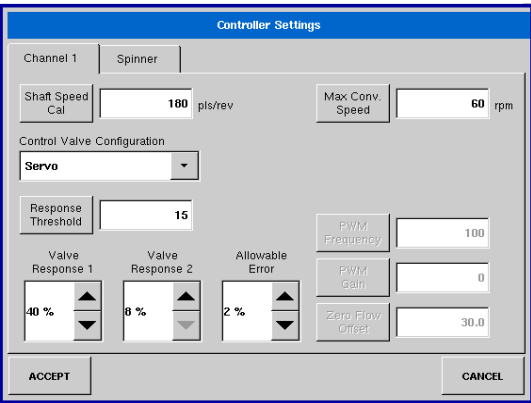 Controller Settings
Channel 1
Spinner
Shaft Speed
Cal
180 pls/rev
Max Conv.
Speed
60 rpm
Control Valve Configuration
Servo
Response
Threshold
15
PWM
Frequency
100
Valve
Response 1
Valve
Response 2
Allowable
Error
40 %
8 %
2 %
PWM
Gain
0
Zero Flow
Offset
30.0
ACCEPT
CANCEL